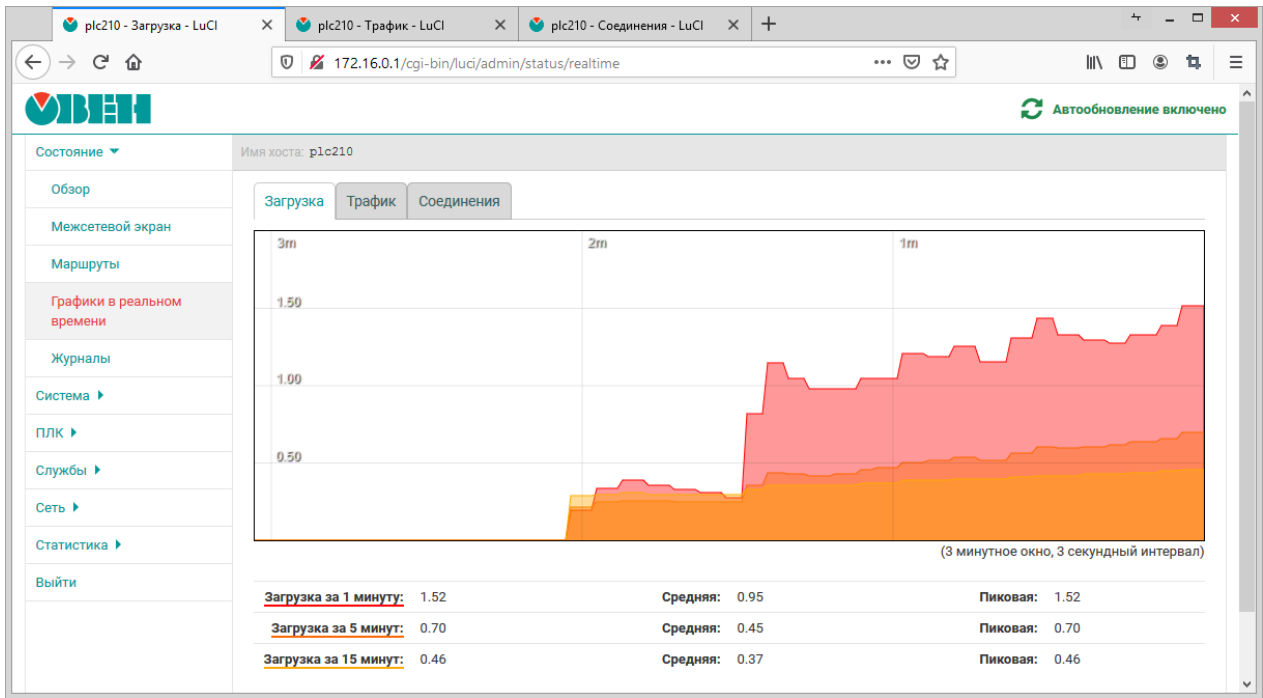 plc210 - Загрузка - LuCI
plc210 - Трафик - LuCI
plc210 - Соединения - LuCI
172.16.0.1/cgi-bin/luci/admin/status/realtime
ОВЕН
Автообновление включено
Состояние
Имя хоста: plc210
Обзор
Межсетевой экран
Маршруты
Графики в реальном
времени
Журналы
Система
ПЛК
Службы
Сеть
Статистика
Выйти
Загрузка Трафик Соединения
3m 2m 1m
1.50
1.00
0.50
(3 минутное окно, 3 секундный интервал)
Загрузка за 1 минуту: 1.52 Средняя: 0.95 Пиковая: 1.52
Загрузка за 5 минут: 0.70 Средняя: 0.45 Пиковая: 0.70
Загрузка за 15 минут: 0.46 Средняя: 0.37 Пиковая: 0.46